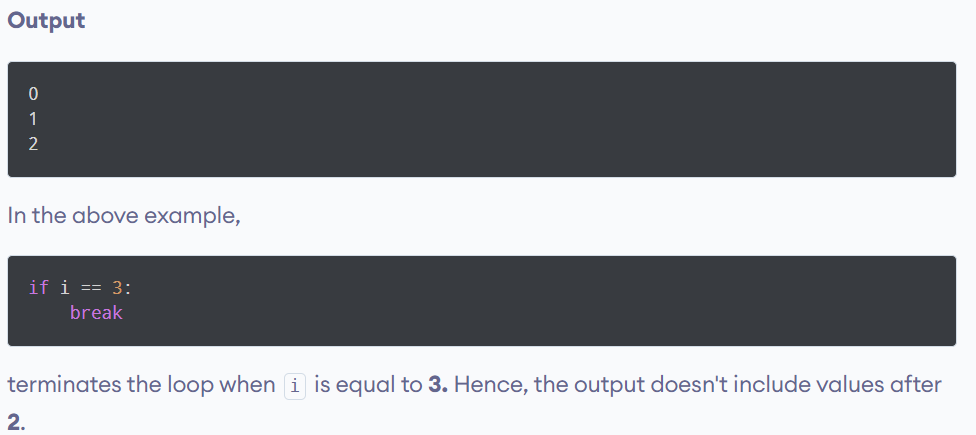 Output
0
1
2
In the above example,
if i == 3:
    break
terminates the loop when i is equal to 3. Hence, the output doesn't include values after
2.